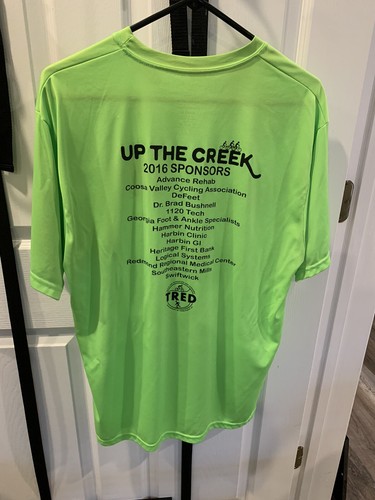 UP THE CREEK
2016 SPONSORS
Advance Rehab
Coosa Valley Cycling Association
DeFeet
Dr. Brad Bushnell
1120 Tech
Georgia Foot & Ankle Specialists
Hammer Nutrition
Harbin Clinic
Harbin GI
Heritage First Bank
Logical Systems
Redmond Regional Medical Center
Southeastern Mills
Swiftwick
TRED